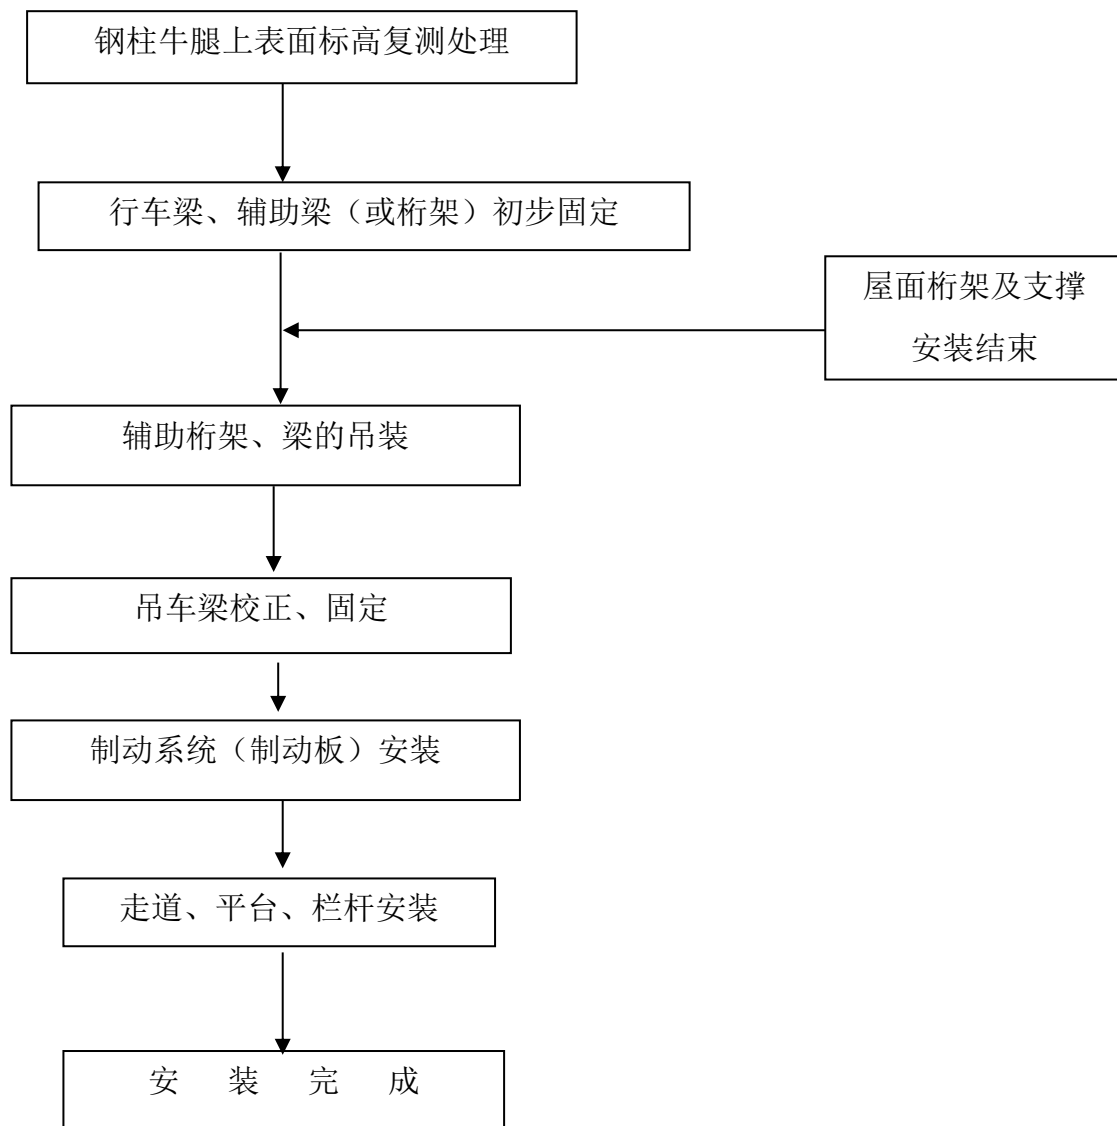 钢柱牛腿上表面标高复测处理
行车梁、辅助梁（或桁架）初步固定
屋面桁架及支撑
安装结束
辅助桁架、梁的吊装
吊车梁校正、固定
制动系统（制动板）安装
走道、平台、栏杆安装
安 装 完 成